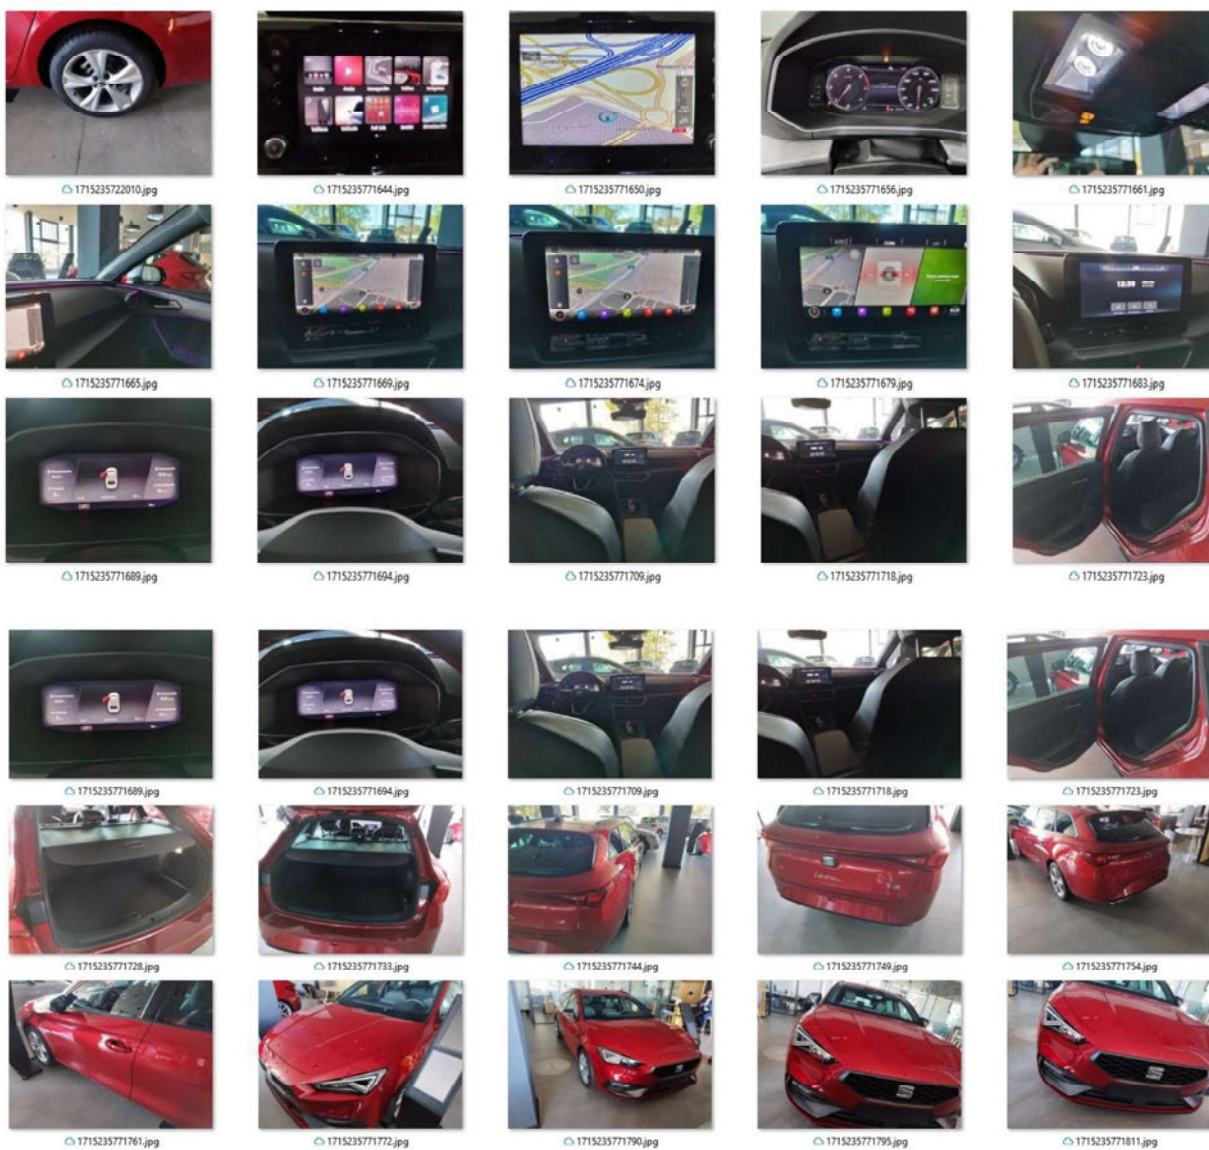 1715235722010.jpg
1715235771644.jpg
1715235771650.jpg
1715235771656.jpg
1715235771661.jpg
1715235771665.jpg
1715235771669.jpg
1715235771674.jpg
1715235771679.jpg
12:39
1715235771683.jpg
1715235771689.jpg
1715235771694.jpg
1715235771709.jpg
1715235771718.jpg
1715235771723.jpg
1715235771689.jpg
1715235771694.jpg
1715235771709.jpg
1715235771718.jpg
1715235771723.jpg
Leon
1715235771728.jpg
1715235771733.jpg
1715235771744.jpg
1715235771749.jpg
1715235771754.jpg
1715235771761.jpg
1715235771772.jpg
1715235771790.jpg
1715235771795.jpg
1715235771811.jpg